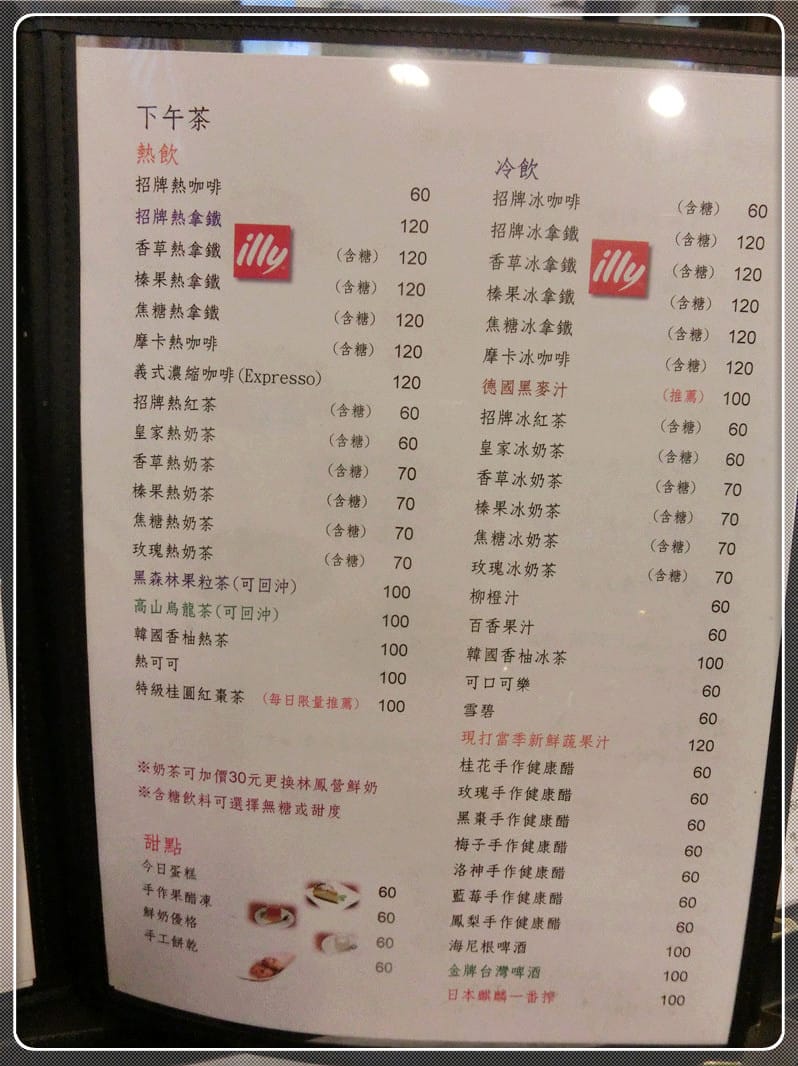 下午茶
熱飲
招牌熱咖啡 60
招牌熱拿鐵 120
香草熱拿鐵 (含糖) 120
榛果熱拿鐵 (含糖) 120
焦糖熱拿鐵 (含糖) 120
摩卡熱咖啡 (含糖) 120
義式濃縮咖啡(Expresso) 120
招牌熱紅茶 (含糖) 60
皇家熱奶茶 (含糖) 60
香草熱奶茶 (含糖) 70
榛果熱奶茶 (含糖) 70
焦糖熱奶茶 (含糖) 70
玫瑰熱奶茶 (含糖) 70
黑森林果粒茶(可回沖) 100
高山烏龍茶(可回沖) 100
韓國香柚熱茶 100
熱可可 100
特級桂圓紅棗茶 (每日限量推薦) 100
illy
※奶茶可加價30元更換林鳳營鮮奶
※含糖飲料可選擇無糖或甜度
甜點
今日蛋糕 60
手作果醋凍 60
鮮奶優格 60
手工餅乾 60
冷飲
招牌冰咖啡 (含糖) 60
招牌冰拿鐵 (含糖) 120
香草冰拿鐵 (含糖) 120
榛果冰拿鐵 (含糖) 120
焦糖冰拿鐵 (含糖) 120
摩卡冰咖啡 (含糖) 120
德國黑麥汁 (推薦) 100
招牌冰紅茶 (含糖) 60
皇家冰奶茶 (含糖) 60
香草冰奶茶 (含糖) 70
榛果冰奶茶 (含糖) 70
焦糖冰奶茶 (含糖) 70
玫瑰冰奶茶 (含糖) 70
柳橙汁 60
百香果汁 60
韓國香柚冰茶 100
可口可樂 60
雪碧 60
現打當季新鮮蔬果汁 120
桂花手作健康醋 60
玫瑰手作健康醋 60
黑棗手作健康醋 60
梅子手作健康醋 60
洛神手作健康醋 60
藍莓手作健康醋 60
鳳梨手作健康醋 60
海尼根啤酒 100
金牌台灣啤酒 100
日本麒麟一番搾 100
illy